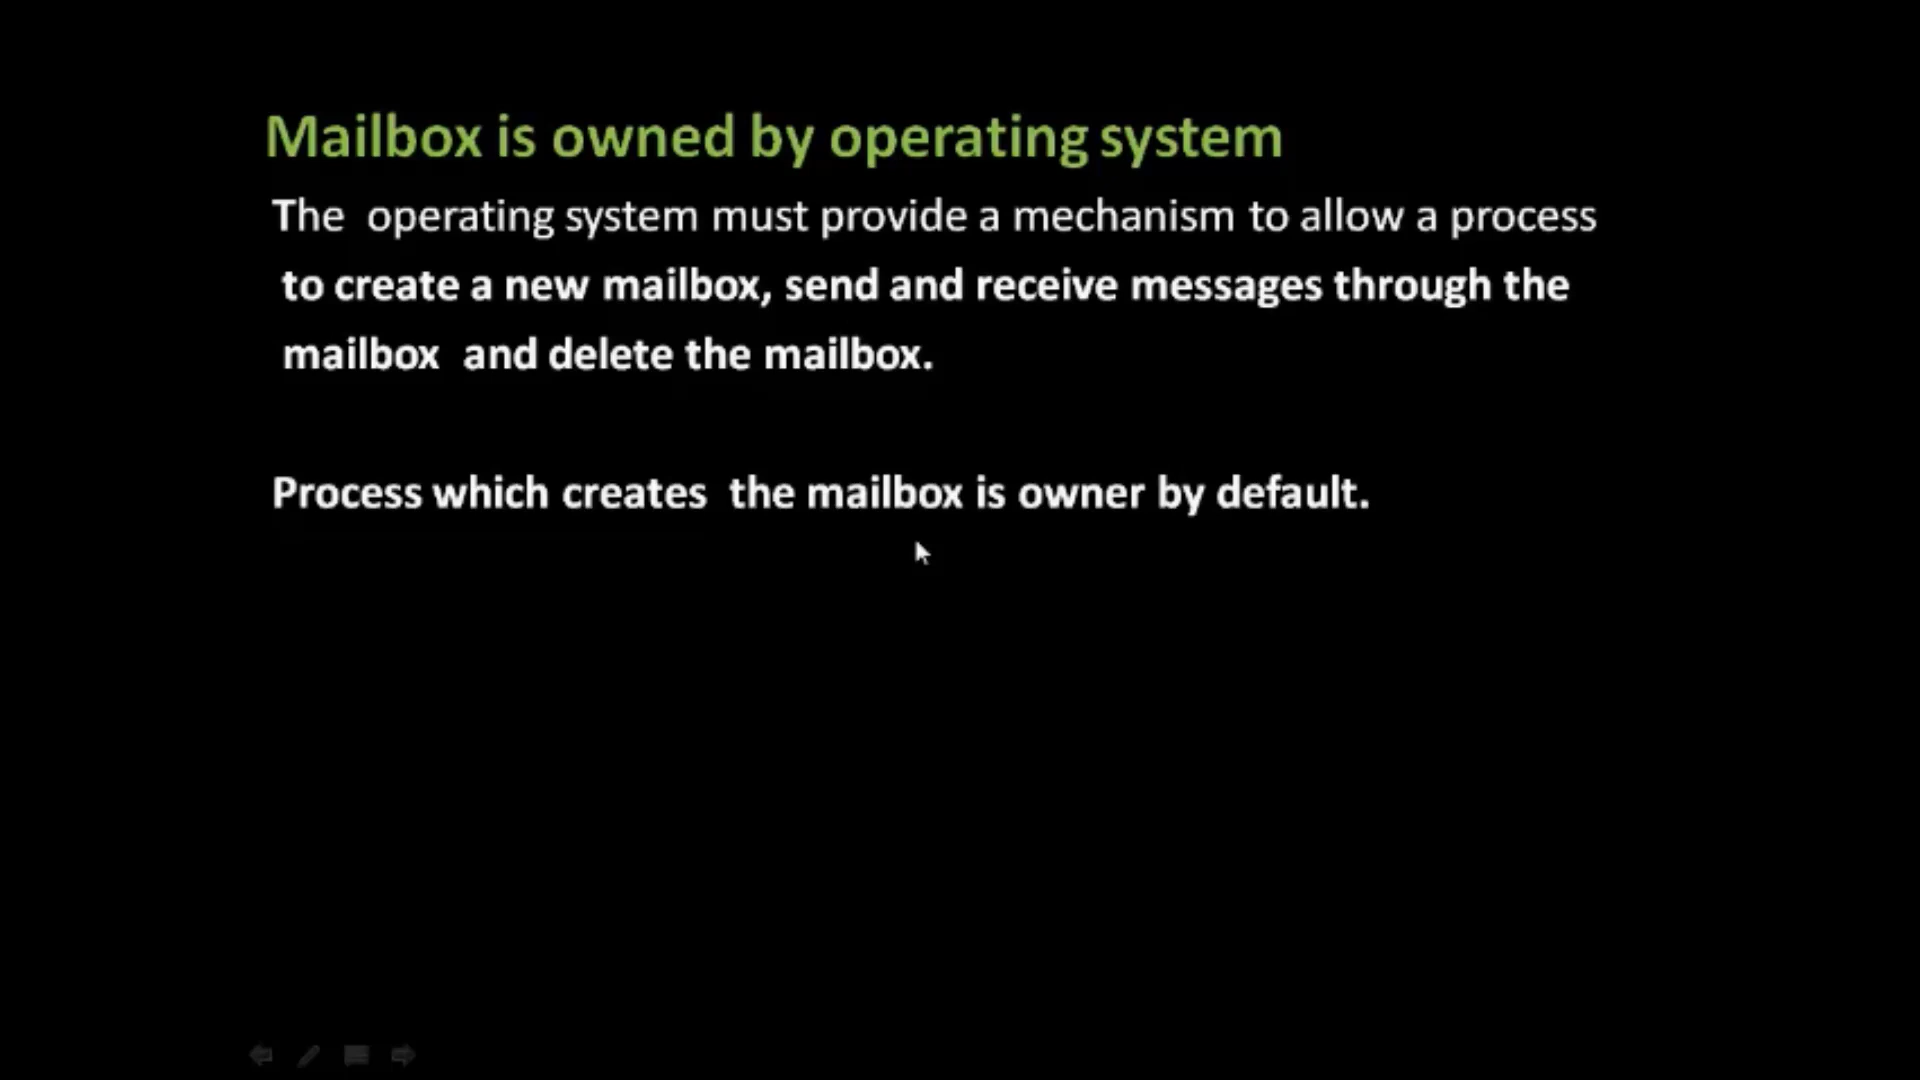 Mailbox is owned by operating system
The operating system must provide a mechanism to allow a process
to create a new mailbox, send and receive messages through the
mailbox and delete the mailbox.
Process which creates the mailbox is owner by default.